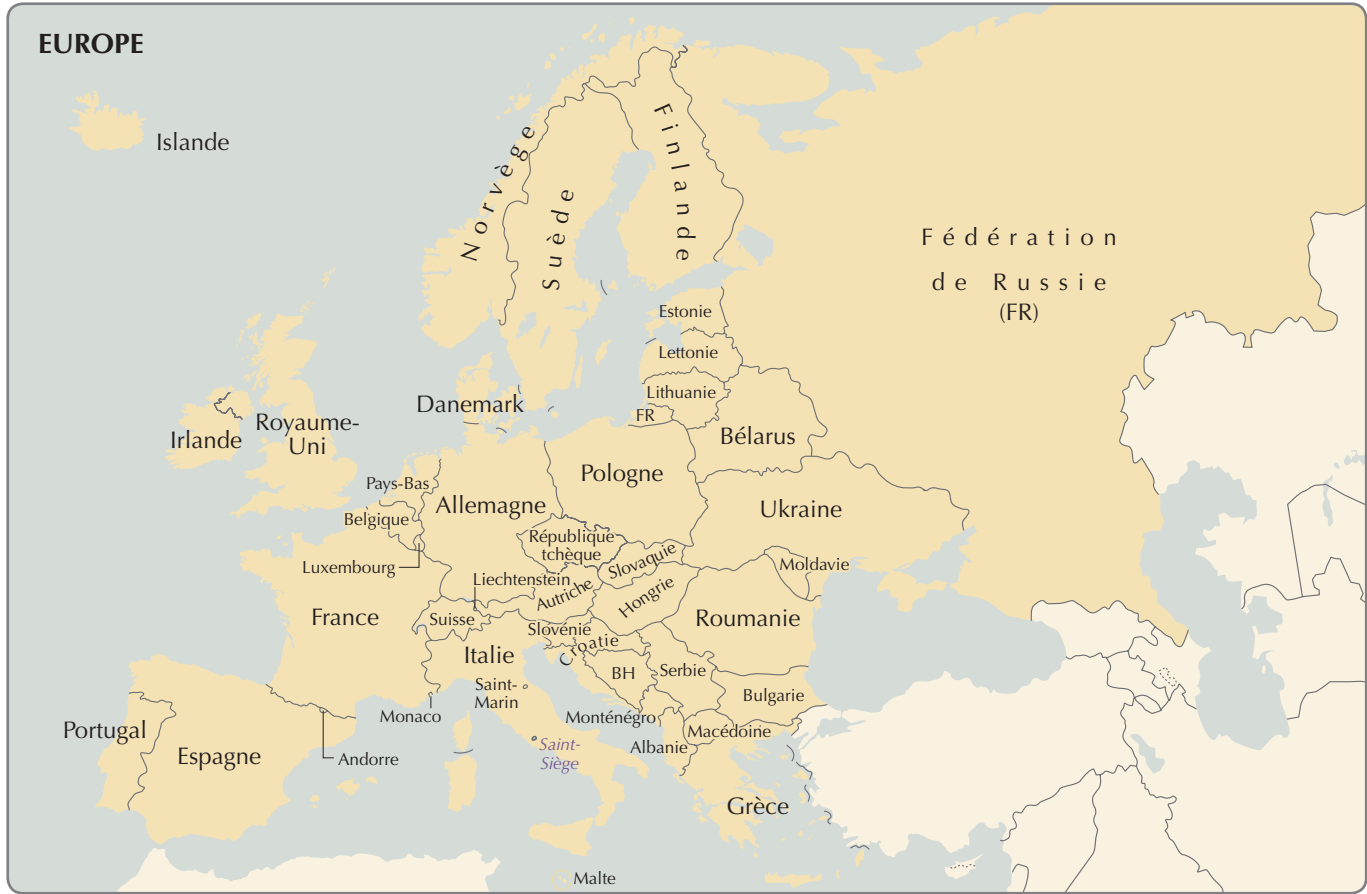 EUROPE
Islande
Norvège
Suède
Finlande
Fédération
de Russie
(FR)
Estonie
Lettonie
Lithuanie
FR
Danemark
Irlande
Royaume-
Uni
Bélarus
Pays-Bas
Pologne
Allemagne
Belgique
Ukraine
République
tchèque
Luxembourg
Slovaquie
Moldavie
Liechtenstein
Autriche
Hongrie
France
Suisse
Roumanie
Slovénié
Croatie
Italie
BH
Serbie
Saint-
Marin
Bulgarie
Monaco
Monténégro
Portugal
Macédoine
Espagne
Andorre
Saint-
Siège
Albanie
Grèce
Malte